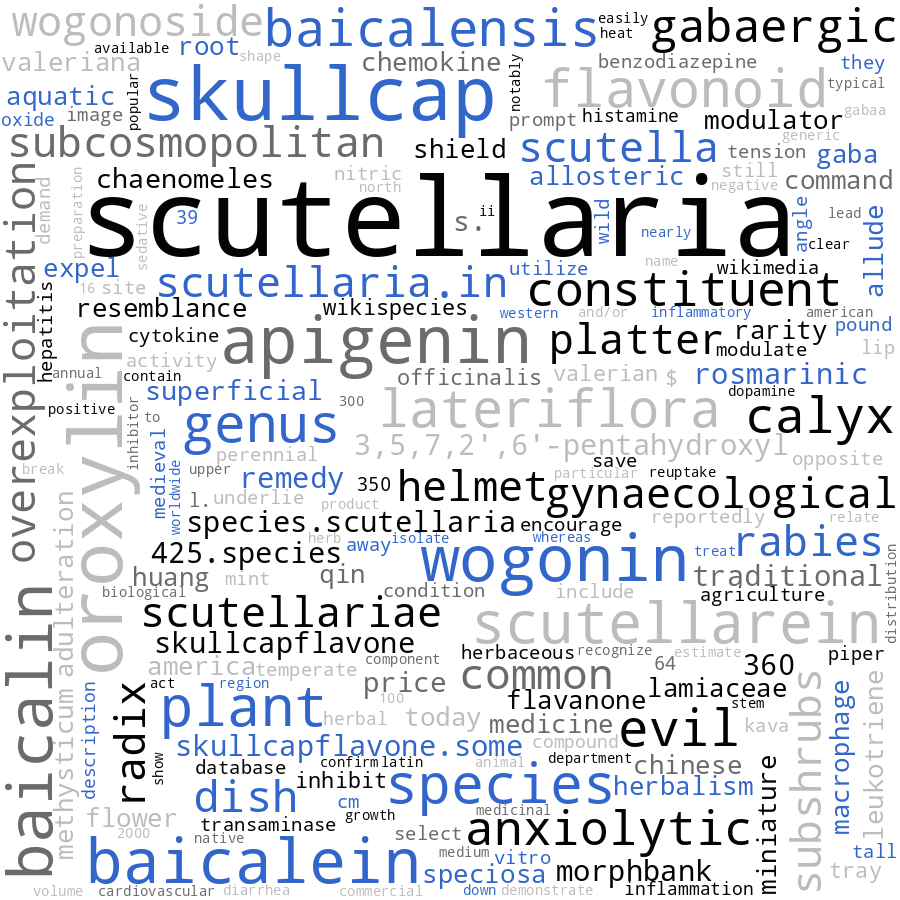 wogonoside
baicalensis
easily
heat
gabaergic
available
root
shape
valeriana
chemokine
notably
benzodiazepine
they
skullcap
popular
flavonoid
typical
aquatic
oxide
image
prompt
histamine
modulator
gabaa
generic
subcosmopolitan
shield
scutella
tension
gaba
chaenomeles
nitric
north
allosteric
still
negative
command
overexploitation
demand
preparation
sedative
scutellaria
39
s.
ii
wild
nearly
angle
lead
clear
allude
expel
16
site
scutellaria.in
utilize
name
wikimedia
constituent
hepatitis
resemblance
wikispecies
western
and/or
inflammatory
american
cytokine
apigenin
platter
rarity
pound
modulate
lip
oroxylin
activity
annual
contain
officinalis
valerian
$
rosmarinic
superficial
300
dopamine
positive
inhibitor
to
genus
lateriflora
calyx
medieval
worldwide
perennial
3,5,7,2',6'-pentahydroxyl
opposite
break
upper
remedy
350
helmet
save
particular
reuptake
gynaecological
l.
underlie
product
species.scutellaria
encourage
reportedly
relate
herb
away
isolate
whereas
treat
rabies
425.species
wogonin
huang
mint
qin
traditional
biological
condition
include
agriculture
distribution
methysticum
adulteration
baicalin
scutellariae
scutellarein
skullcapflavone
herbaceous
recognize
estimate
piper
america
temperate
component
common
64
360
act
region
100
price
flavanone
lamiaceae
stem
description
radix
plant
herbal
today
medicine
evil
kava
subshrubs
macrophage
leukotriene
skullcapflavone.some
compound
show
database
confirm
latin
animal
department
chinese
inhibit
species
herbalism
miniature
dish
cm
growth
medicinal
flower
2000
transaminase
native
select
anxiolytic
medium
vitro
tall
baicalein
speciosa
morphbank
tray
volume
cardiovascular
diarrhea
commercial
down
demonstrate
inflammation